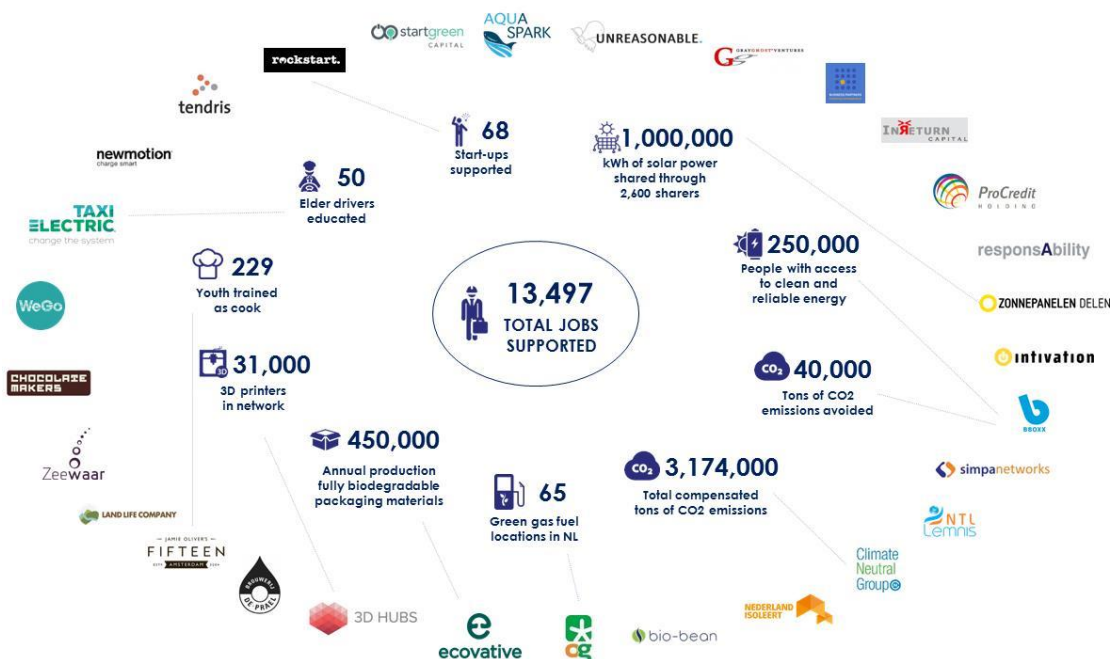 startgreen
CAPITAL
AQUA
SPARK
UNREASONABLE.
GRAYGHOST VENTURES
rockstart.
tendris
INRETURN
CAPITAL
newmotion
charge smart
68
Start-ups
supported
1,000,000
kWh of solar power
shared through
2,600 sharers
50
Elder drivers
educated
ProCredit
HOLDING
TAXI
ELECTRIC.
change the system
250,000
People with access
to clean and
reliable energy
responsAbility
229
Youth trained
as cook
13,497
TOTAL JOBS
SUPPORTED
WeGo
ZONNEPANELEN DELEN
3D
31,000
3D printers
in network
CO2
40,000
Tons of CO2
emissions avoided
intivation
CHOCOLATE
MAKERS
BBOXX
450,000
Annual production
fully biodegradable
packaging materials
65
Green gas fuel
locations in NL
CO2
3,174,000
Total compensated
tons of CO2 emissions
Zeewaar
simpanetworks
LAND LIFE COMPANY
NTL
Lemnis
JAMIE OLIVER'S
FIFTEEN
AMSTERDAM
BROUWERIJ
DE PRAEL
Climate
Neutral
Group
3D HUBS
ecovative
og
bio-bean
NEDERLAND
ISOLEERT